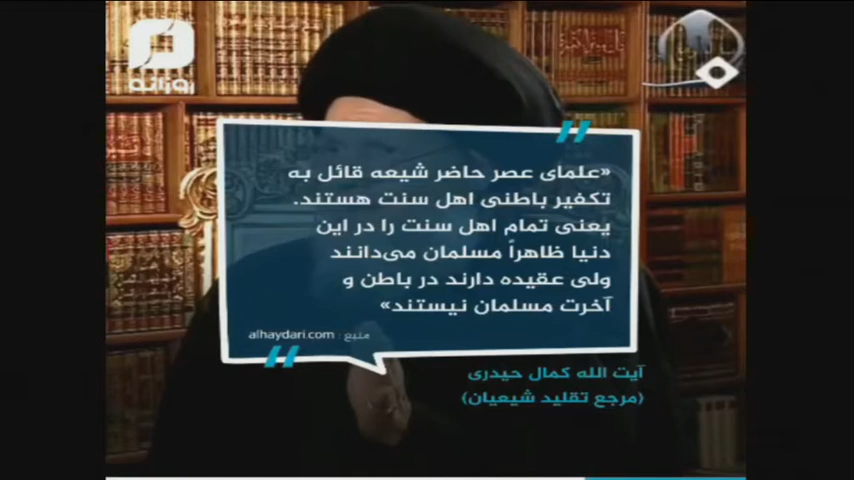 روزانه
«علمای عصر حاضر شیعه قائل به
تکفیر باطنی اهل سنت هستند.
یعنی تمام اهل سنت را در این
دنیا ظاهراً مسلمان می‌دانند
ولی عقیده دارند در باطن و
آخرت مسلمان نیستند»
منبع : alhaydari.com
آیت الله کمال حیدری
(مرجع تقلید شیعیان)